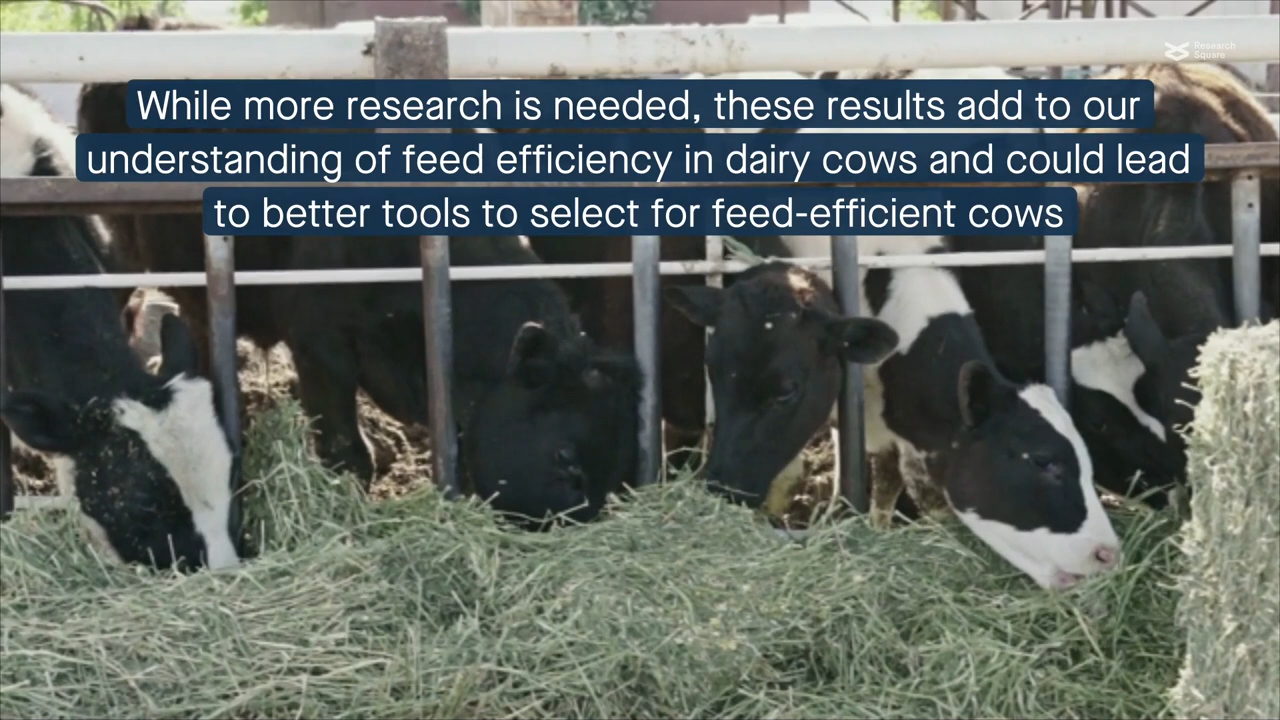 Research
Square
While more research is needed, these results add to our
understanding of feed efficiency in dairy cows and could lead
to better tools to select for feed-efficient cows